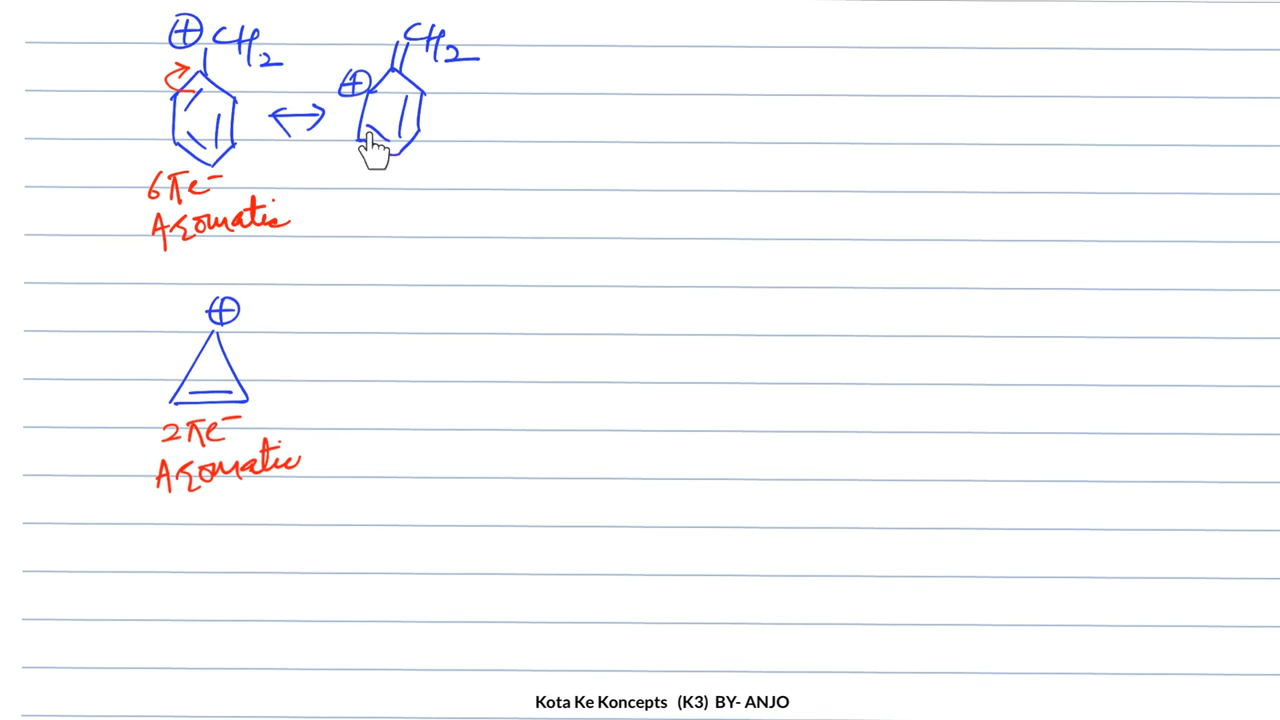 ⊕ CH2 CH2
⊕
↔
6πe⁻
Aromatic
⊕
2πe⁻
Aromatic
Kota Ke Koncepts (K3) BY- ANJO